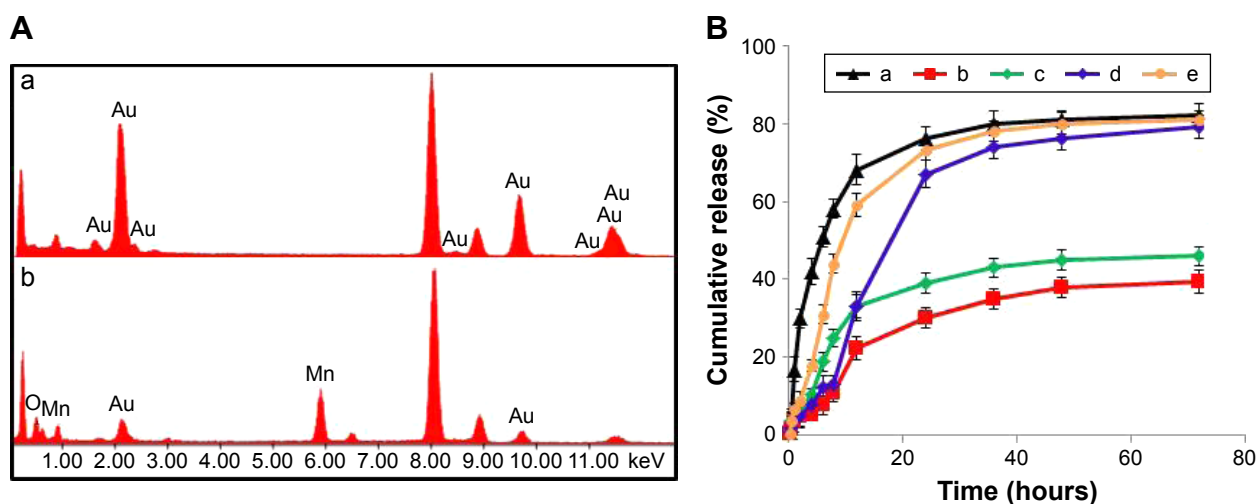 A
a
Au
Au
Au
Au
Au
Au
Au
Au
b
O
Mn
Au
Mn
Au
1.00 2.00 3.00 4.00 5.00 6.00 7.00 8.00 9.00 10.00 11.00 keV
B
Cumulative release (%)
100
80
60
40
20
0
a b c d e
0 20 40 60 80
Time (hours)